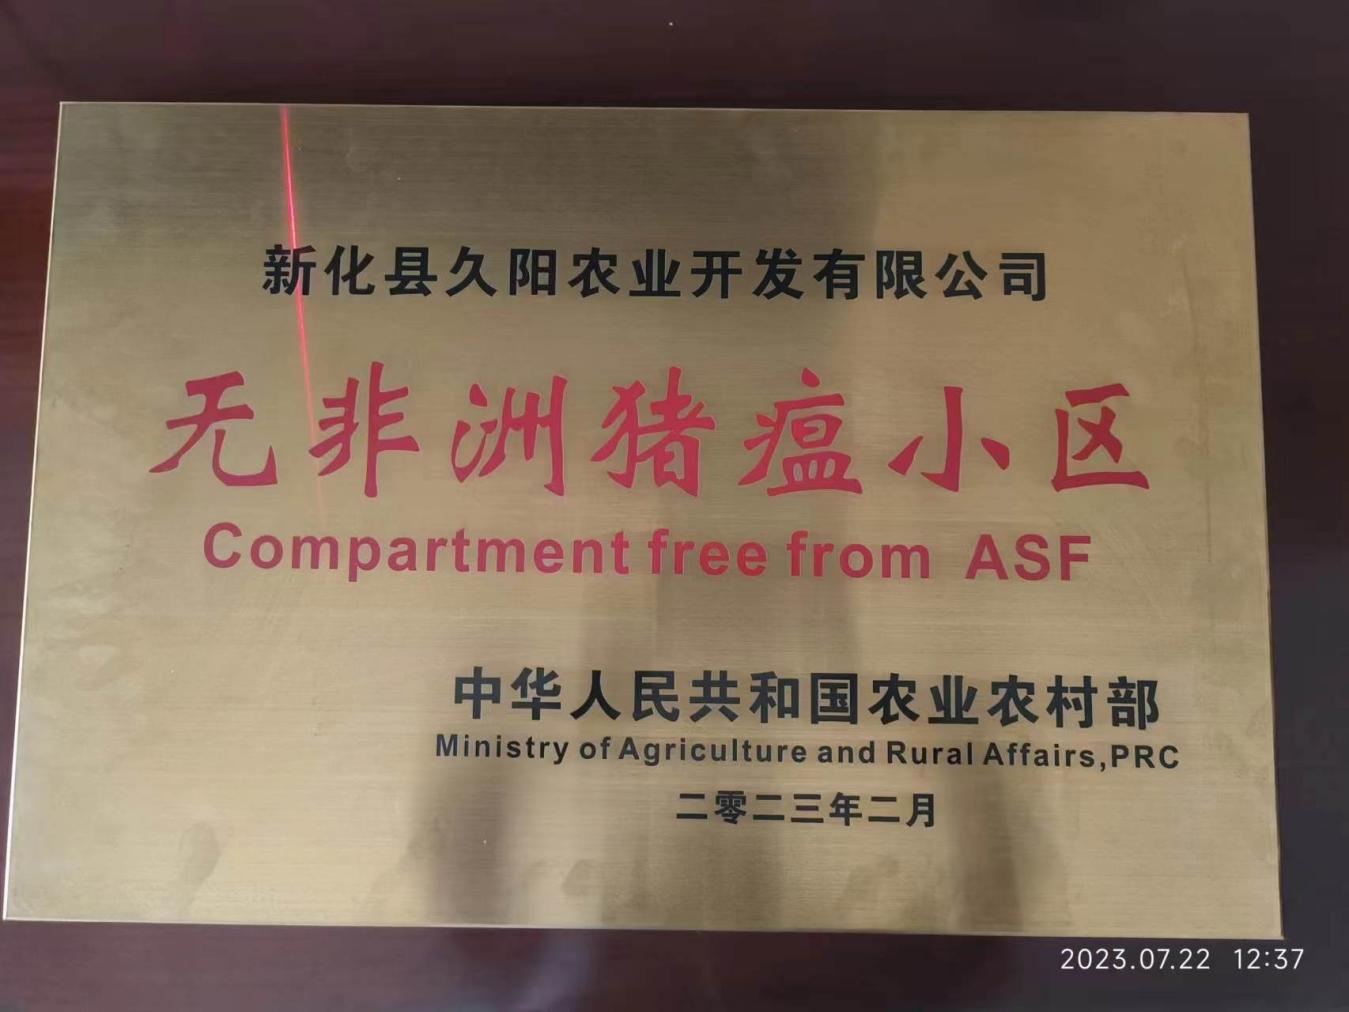 新化县久阳农业开发有限公司
无非洲猪瘟小区
Compartment free from ASF
中华人民共和国农业农村部
Ministry of Agriculture and Rural Affairs,PRC
二零二三年二月
2023.07.22 12:37